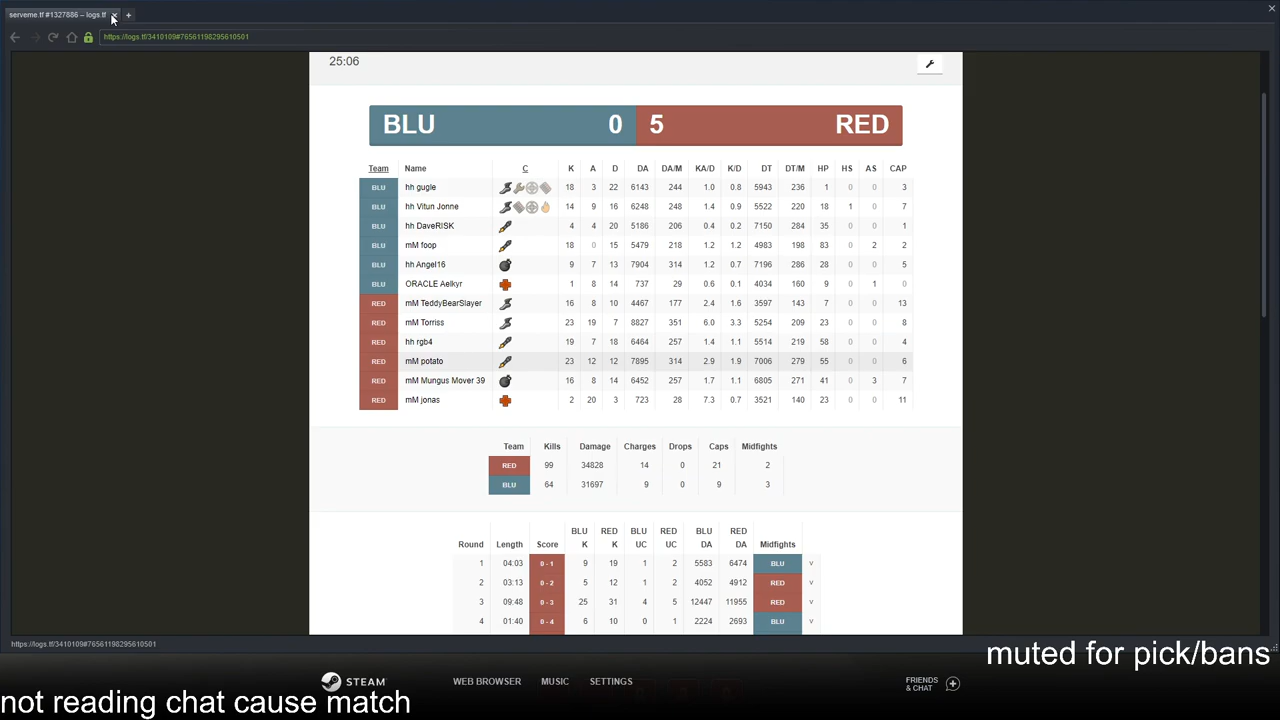 serveme.tf #1327886 – logs.tf
https://logs.tf/3410109#76561198295610501
25:06
BLU 0 5 RED
Team Name C K A D DA DA/M KA/D K/D DT DT/M HP HS AS CAP
BLU hh gugle 18 3 22 6143 244 1.0 0.8 5943 236 1 0 0 3
BLU hh Vitun Jonne 14 9 16 6248 248 1.4 0.9 5522 220 18 1 0 7
BLU hh DaveRISK 4 4 20 5186 206 0.4 0.2 7150 284 35 0 0 1
BLU mM foop 18 0 15 5479 218 1.2 1.2 4983 198 83 0 2 2
BLU hh Angel16 9 7 13 7904 314 1.2 0.7 7196 286 28 0 0 5
BLU ORACLE Aelkyr 1 8 14 737 29 0.6 0.1 4034 160 9 0 1 0
RED mM TeddyBearSlayer 16 8 10 4467 177 2.4 1.6 3597 143 7 0 0 13
RED mM Torriss 23 19 7 8827 351 6.0 3.3 5254 209 23 0 0 8
RED hh rgb4 19 7 18 6464 257 1.4 1.1 5514 219 58 0 0 4
RED mM potato 23 12 12 7895 314 2.9 1.9 7006 279 55 0 0 6
RED mM Mungus Mover 39 16 8 14 6452 257 1.7 1.1 6805 271 41 0 3 7
RED mM jonas 2 20 3 723 28 7.3 0.7 3521 140 23 0 0 11
Team Kills Damage Charges Drops Caps Midfights
RED 99 34828 14 0 21 2
BLU 64 31697 9 0 9 3
Round Length Score BLU K RED K BLU UC RED UC BLU DA RED DA Midfights
1 04:03 0 - 1 9 19 1 2 5583 6474 BLU v
2 03:13 0 - 2 5 12 1 2 4052 4912 RED v
3 09:48 0 - 3 25 31 4 5 12447 11955 RED v
4 01:40 0 - 4 6 10 0 1 2224 2693 BLU v
https://logs.tf/3410109#76561198295610501
muted for pick/bans
STEAM WEB BROWSER MUSIC SETTINGS FRIENDS & CHAT
not reading chat cause match